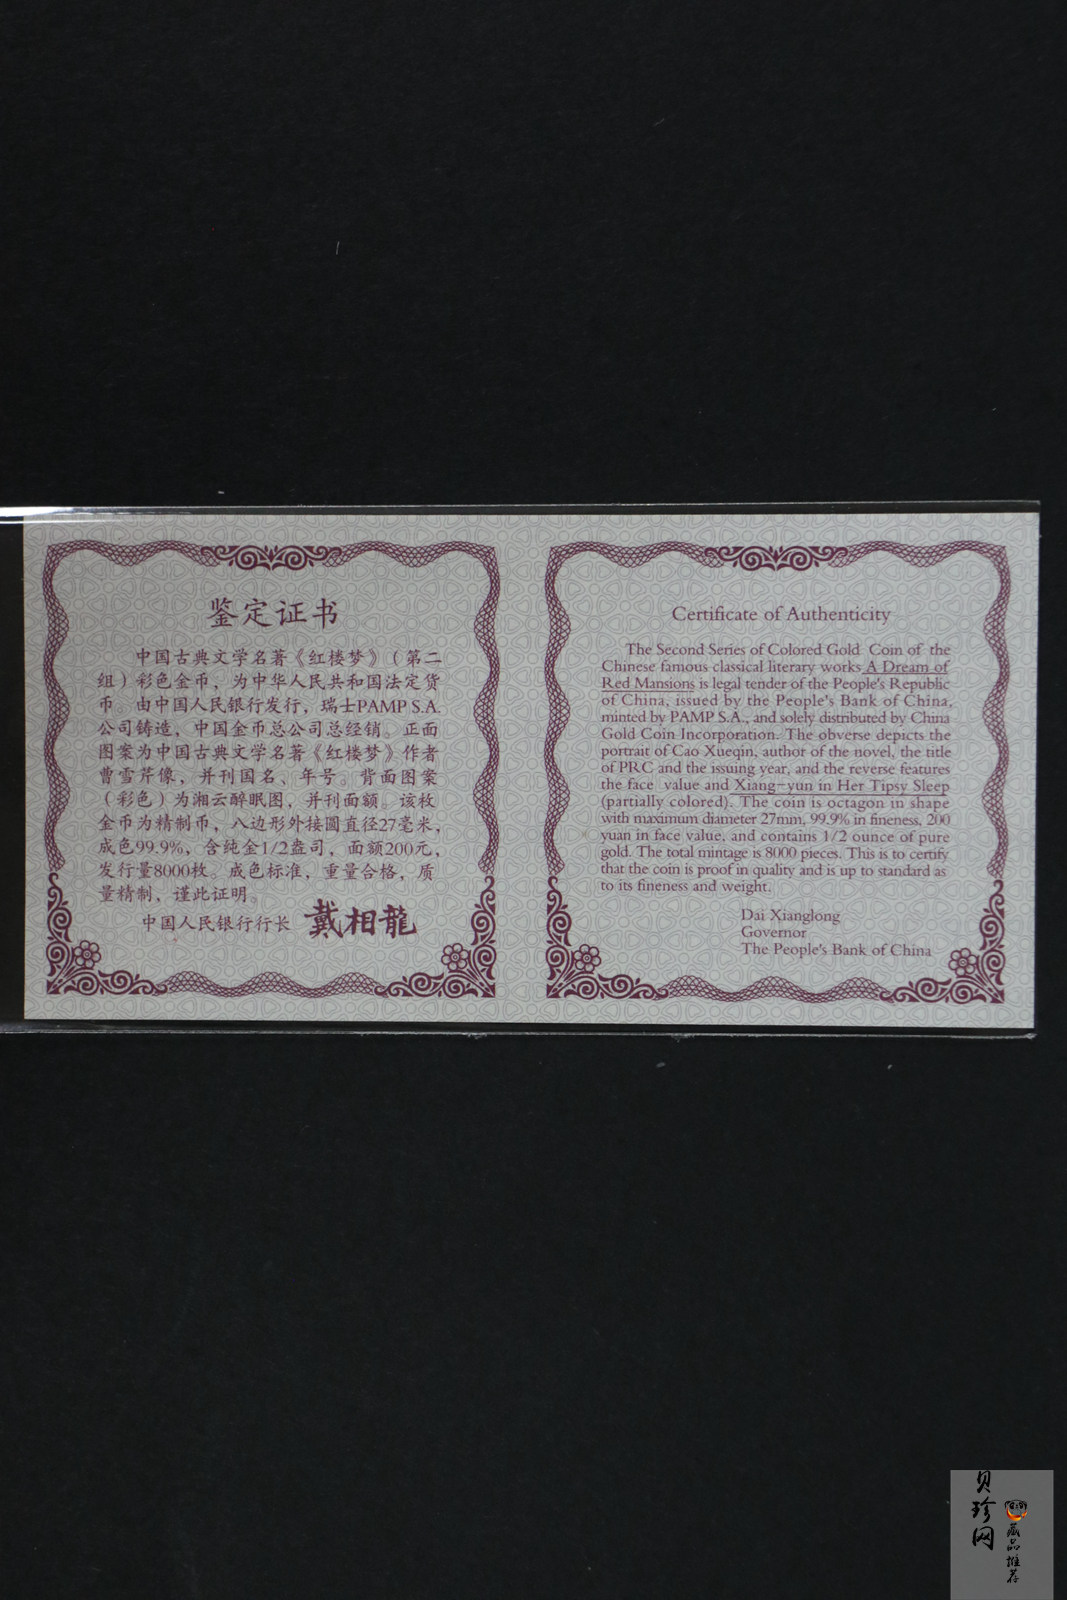 鉴定证书
中国古典文学名著《红楼梦》（第二
组）彩色金币，为中华人民共和国法定货
币。由中国人民银行发行，瑞士PAMP S.A.
公司铸造，中国金币总公司总经销。正面
图案为中国古典文学名著《红楼梦》作者
曹雪芹像，并刊国名、年号。背面图案
（彩色）为湘云醉眠图，并刊面额。该枚
金币为精制币，八边形外接圆直径27毫米，
成色99.9%，含纯金1/2盎司，面额200元，
发行量8000枚。成色标准，重量合格，质
量精制，谨此证明。
中国人民银行行长 戴相龍
Certificate of Authenticity
The Second Series of Colored Gold Coin of the
Chinese famous classical literary works A Dream of
Red Mansions is legal tender of the People's Republic
of China, issued by the People's Bank of China,
minted by PAMP S.A., and solely distributed by China
Gold Coin Incorporation. The obverse depicts the
portrait of Cao Xueqin, author of the novel, the title
of PRC and the issuing year, and the reverse features
the face value and Xiang-yun in Her Tipsy Sleep
(partially colored). The coin is octagon in shape
with maximum diameter 27mm, 99.9% in fineness, 200
yuan in face value, and contains 1/2 ounce of pure
gold. The total mintage is 8000 pieces. This is to certify
that the coin is proof in quality and is up to standard as
to its fineness and weight.
Dai Xianglong
Governor
The People's Bank of China
贝珍网
藏品推荐